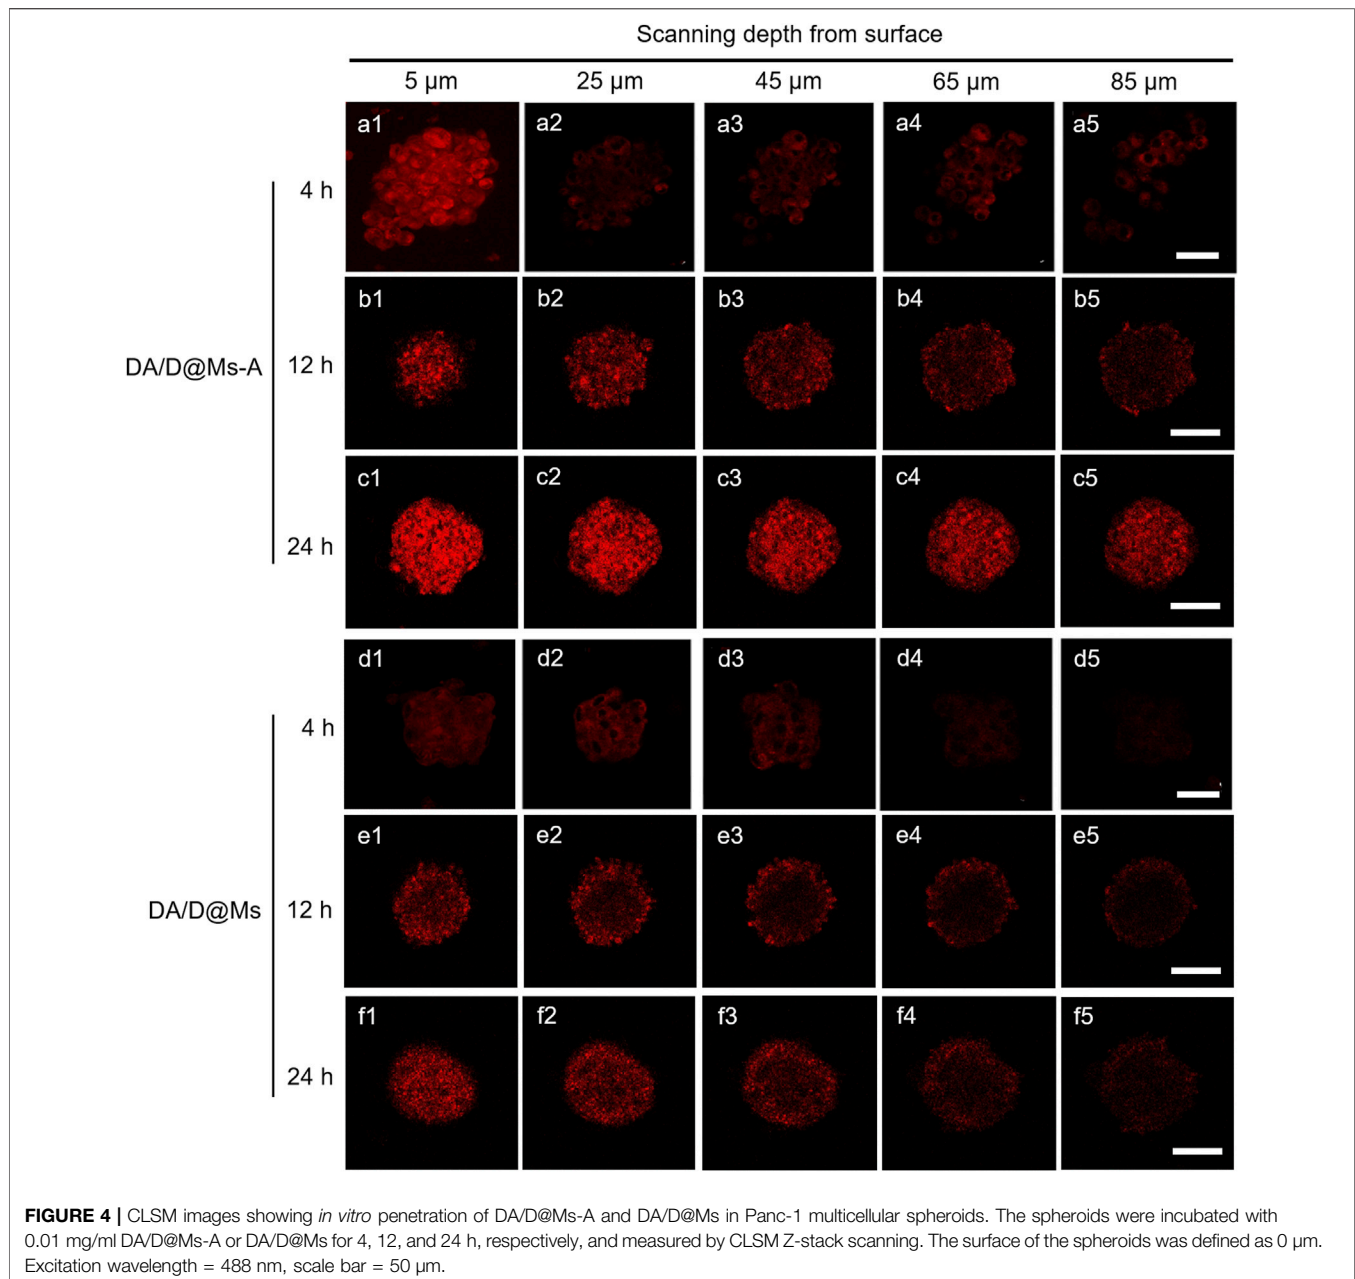 Scanning depth from surface
5 µm 25 µm 45 µm 65 µm 85 µm
a1 a2 a3 a4 a5
4 h
b1 b2 b3 b4 b5
DA/D@Ms-A 12 h
c1 c2 c3 c4 c5
24 h
d1 d2 d3 d4 d5
4 h
e1 e2 e3 e4 e5
DA/D@Ms 12 h
f1 f2 f3 f4 f5
24 h
FIGURE 4 | CLSM images showing in vitro penetration of DA/D@Ms-A and DA/D@Ms in Panc-1 multicellular spheroids. The spheroids were incubated with
0.01 mg/ml DA/D@Ms-A or DA/D@Ms for 4, 12, and 24 h, respectively, and measured by CLSM Z-stack scanning. The surface of the spheroids was defined as 0 µm.
Excitation wavelength = 488 nm, scale bar = 50 µm.